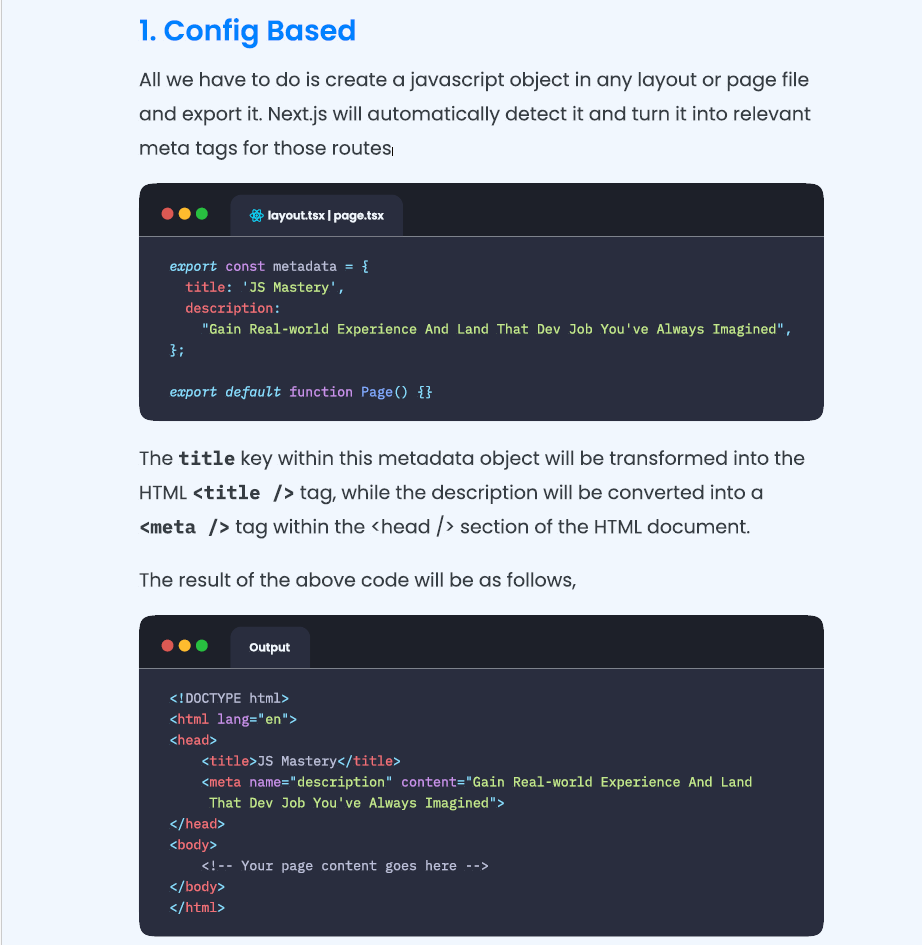 1. Config Based
All we have to do is create a javascript object in any layout or page file
and export it. Next.js will automatically detect it and turn it into relevant
meta tags for those routes
layout.tsx | page.tsx
export const metadata = {
  title: 'JS Mastery',
  description:
    "Gain Real-world Experience And Land That Dev Job You've Always Imagined",
};
export default function Page() {}
The title key within this metadata object will be transformed into the
HTML <title /> tag, while the description will be converted into a
<meta /> tag within the <head /> section of the HTML document.
The result of the above code will be as follows,
Output
<!DOCTYPE html>
<html lang="en">
<head>
    <title>JS Mastery</title>
    <meta name="description" content="Gain Real-world Experience And Land
     That Dev Job You've Always Imagined">
</head>
<body>
    <!-- Your page content goes here -->
</body>
</html>